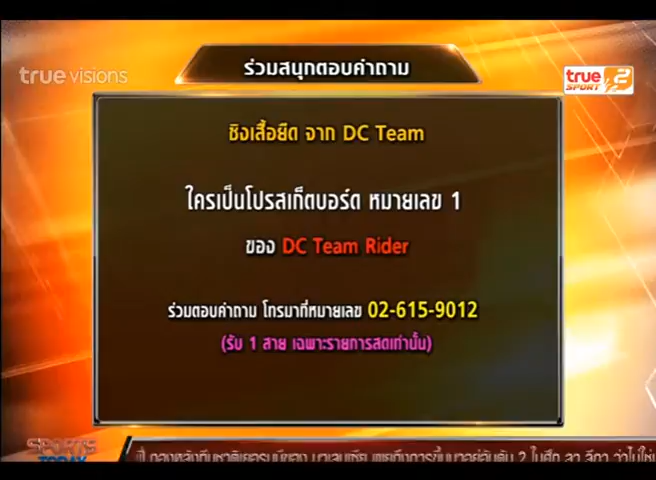 ร่วมสนุกตอบคำถาม
true visions
true
SPORT 2
ชิงเสื้อยืด จาก DC Team
ใครเป็นโปรสเก็ตบอร์ด หมายเลข 1
ของ DC Team Rider
ร่วมตอบคำถาม โทรมาที่หมายเลข 02-615-9012
(รับ 1 สาย เฉพาะรายการสดเท่านั้น)
SPORTS
TODAY